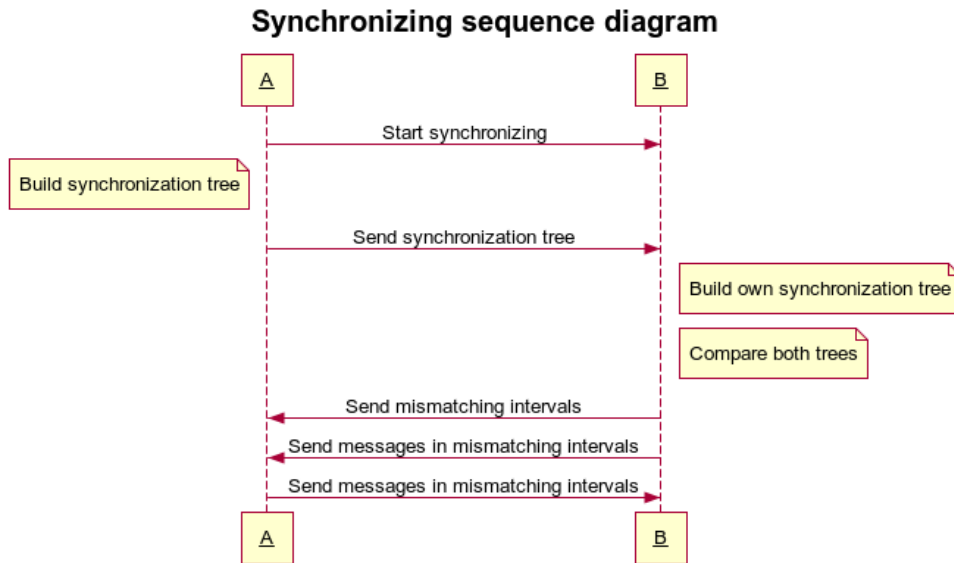 Synchronizing sequence diagram
A
B
Start synchronizing
Build synchronization tree
Send synchronization tree
Build own synchronization tree
Compare both trees
Send mismatching intervals
Send messages in mismatching intervals
Send messages in mismatching intervals
A
B